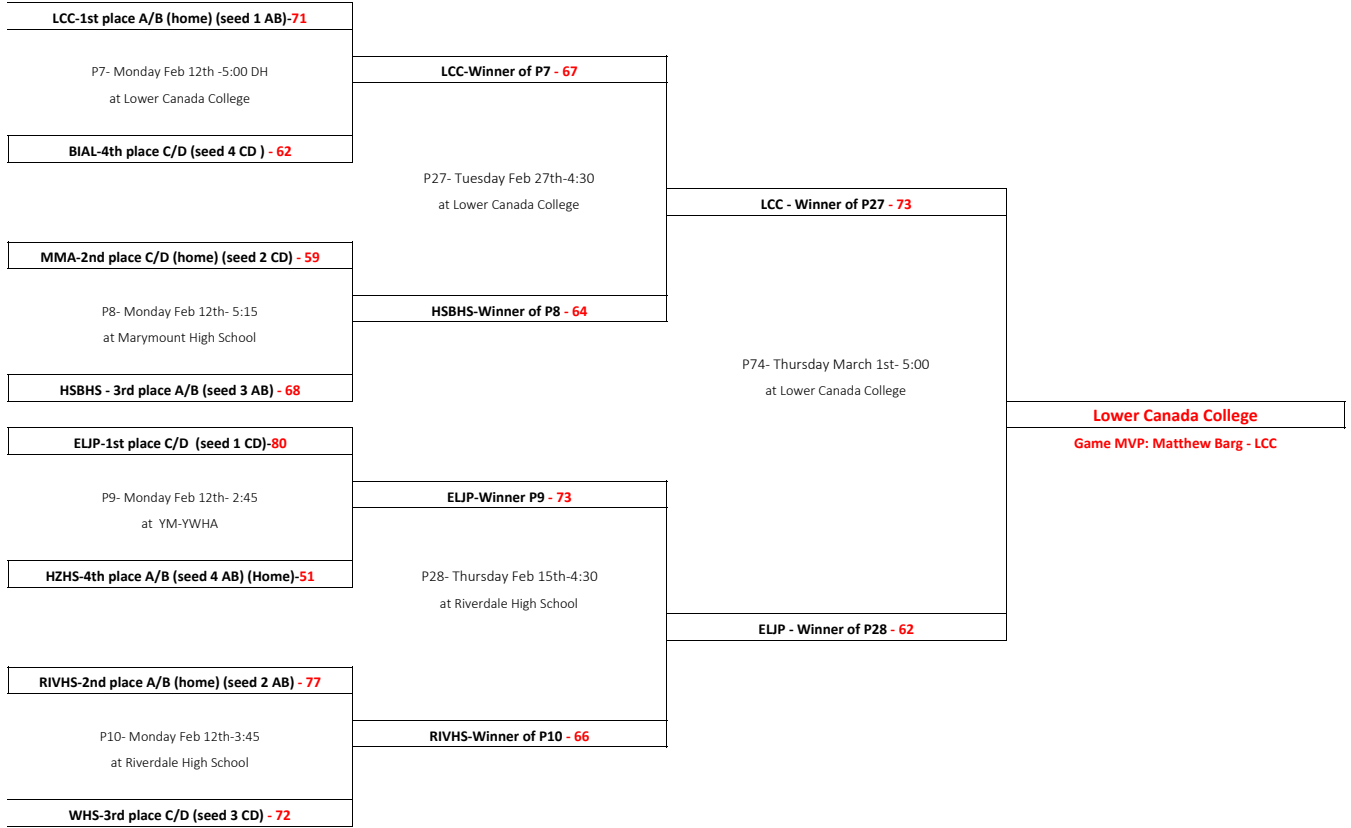 LCC-1st place A/B (home) (seed 1 AB)-71
P7- Monday Feb 12th -5:00 DH
at Lower Canada College
BIAL-4th place C/D (seed 4 CD ) - 62
MMA-2nd place C/D (home) (seed 2 CD) - 59
P8- Monday Feb 12th- 5:15
at Marymount High School
HSBHS - 3rd place A/B (seed 3 AB) - 68
ELJP-1st place C/D (seed 1 CD)-80
P9- Monday Feb 12th- 2:45
at YM-YWHA
HZHS-4th place A/B (seed 4 AB) (Home)-51
RIVHS-2nd place A/B (home) (seed 2 AB) - 77
P10- Monday Feb 12th-3:45
at Riverdale High School
WHS-3rd place C/D (seed 3 CD) - 72
LCC-Winner of P7 - 67
P27- Tuesday Feb 27th-4:30
at Lower Canada College
HSBHS-Winner of P8 - 64
ELJP-Winner P9 - 73
P28- Thursday Feb 15th-4:30
at Riverdale High School
RIVHS-Winner of P10 - 66
LCC - Winner of P27 - 73
P74- Thursday March 1st- 5:00
at Lower Canada College
ELJP - Winner of P28 - 62
Lower Canada College
Game MVP: Matthew Barg - LCC